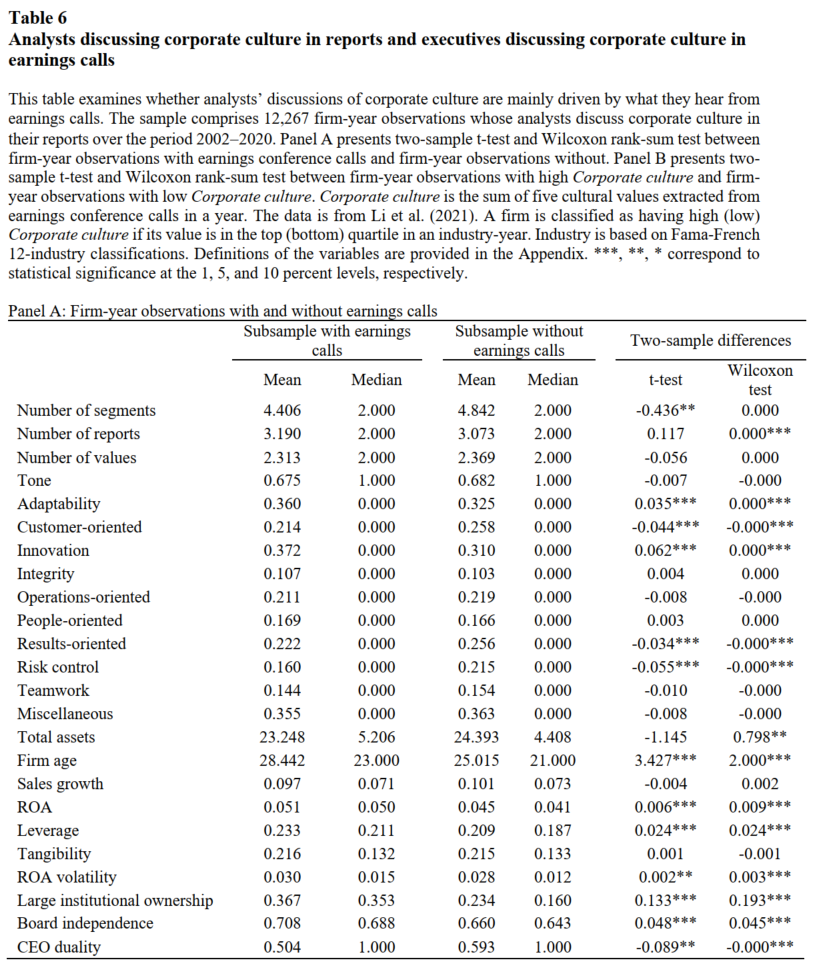 Table 6
Analysts discussing corporate culture in reports and executives discussing corporate culture in
earnings calls
This table examines whether analysts' discussions of corporate culture are mainly driven by what they hear from
earnings calls. The sample comprises 12,267 firm-year observations whose analysts discuss corporate culture in
their reports over the period 2002–2020. Panel A presents two-sample t-test and Wilcoxon rank-sum test between
firm-year observations with earnings conference calls and firm-year observations without. Panel B presents two-
sample t-test and Wilcoxon rank-sum test between firm-year observations with high Corporate culture and firm-
year observations with low Corporate culture. Corporate culture is the sum of five cultural values extracted from
earnings conference calls in a year. The data is from Li et al. (2021). A firm is classified as having high (low)
Corporate culture if its value is in the top (bottom) quartile in an industry-year. Industry is based on Fama-French
12-industry classifications. Definitions of the variables are provided in the Appendix. ***, **, * correspond to
statistical significance at the 1, 5, and 10 percent levels, respectively.
Panel A: Firm-year observations with and without earnings calls
Subsample with earnings calls Subsample without earnings calls Two-sample differences
Mean Median Mean Median t-test Wilcoxon test
Number of segments 4.406 2.000 4.842 2.000 -0.436** 0.000
Number of reports 3.190 2.000 3.073 2.000 0.117 0.000***
Number of values 2.313 2.000 2.369 2.000 -0.056 0.000
Tone 0.675 1.000 0.682 1.000 -0.007 -0.000
Adaptability 0.360 0.000 0.325 0.000 0.035*** 0.000***
Customer-oriented 0.214 0.000 0.258 0.000 -0.044*** -0.000***
Innovation 0.372 0.000 0.310 0.000 0.062*** 0.000***
Integrity 0.107 0.000 0.103 0.000 0.004 0.000
Operations-oriented 0.211 0.000 0.219 0.000 -0.008 -0.000
People-oriented 0.169 0.000 0.166 0.000 0.003 0.000
Results-oriented 0.222 0.000 0.256 0.000 -0.034*** -0.000***
Risk control 0.160 0.000 0.215 0.000 -0.055*** -0.000***
Teamwork 0.144 0.000 0.154 0.000 -0.010 -0.000
Miscellaneous 0.355 0.000 0.363 0.000 -0.008 -0.000
Total assets 23.248 5.206 24.393 4.408 -1.145 0.798**
Firm age 28.442 23.000 25.015 21.000 3.427*** 2.000***
Sales growth 0.097 0.071 0.101 0.073 -0.004 0.002
ROA 0.051 0.050 0.045 0.041 0.006*** 0.009***
Leverage 0.233 0.211 0.209 0.187 0.024*** 0.024***
Tangibility 0.216 0.132 0.215 0.133 0.001 -0.001
ROA volatility 0.030 0.015 0.028 0.012 0.002** 0.003***
Large institutional ownership 0.367 0.353 0.234 0.160 0.133*** 0.193***
Board independence 0.708 0.688 0.660 0.643 0.048*** 0.045***
CEO duality 0.504 1.000 0.593 1.000 -0.089** -0.000***